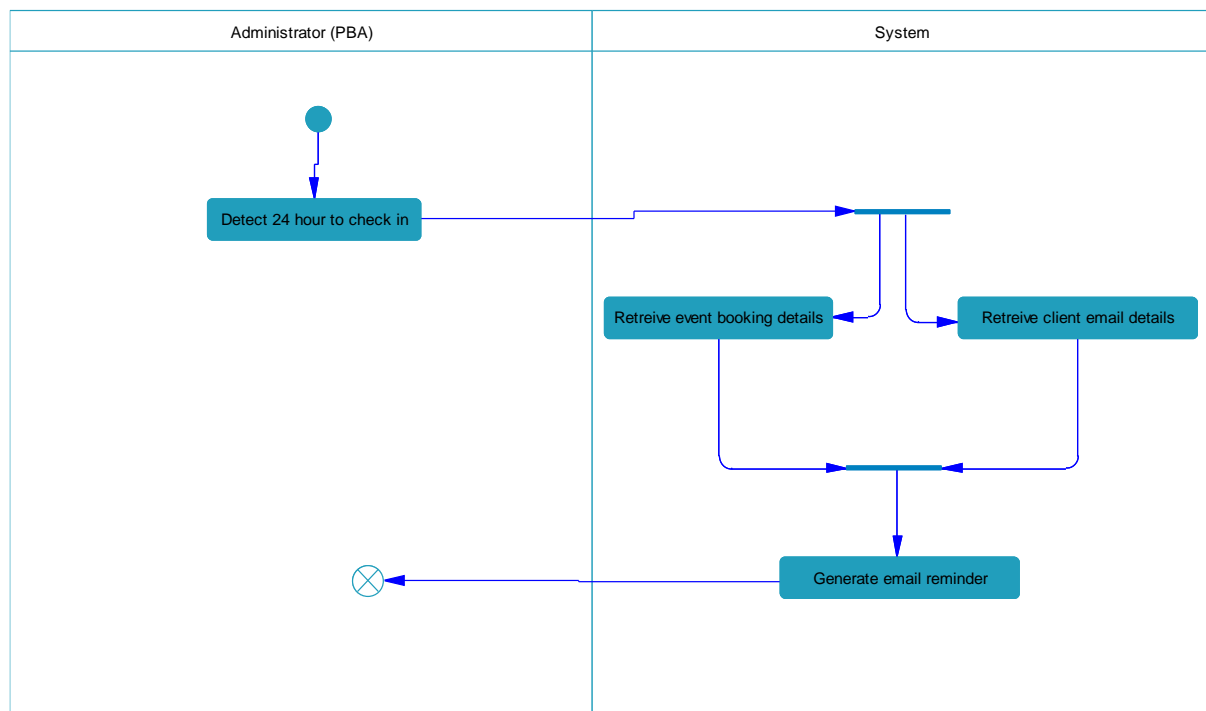 Administrator (PBA)
System
Detect 24 hour to check in
Retreive event booking details
Retreive client email details
Generate email reminder